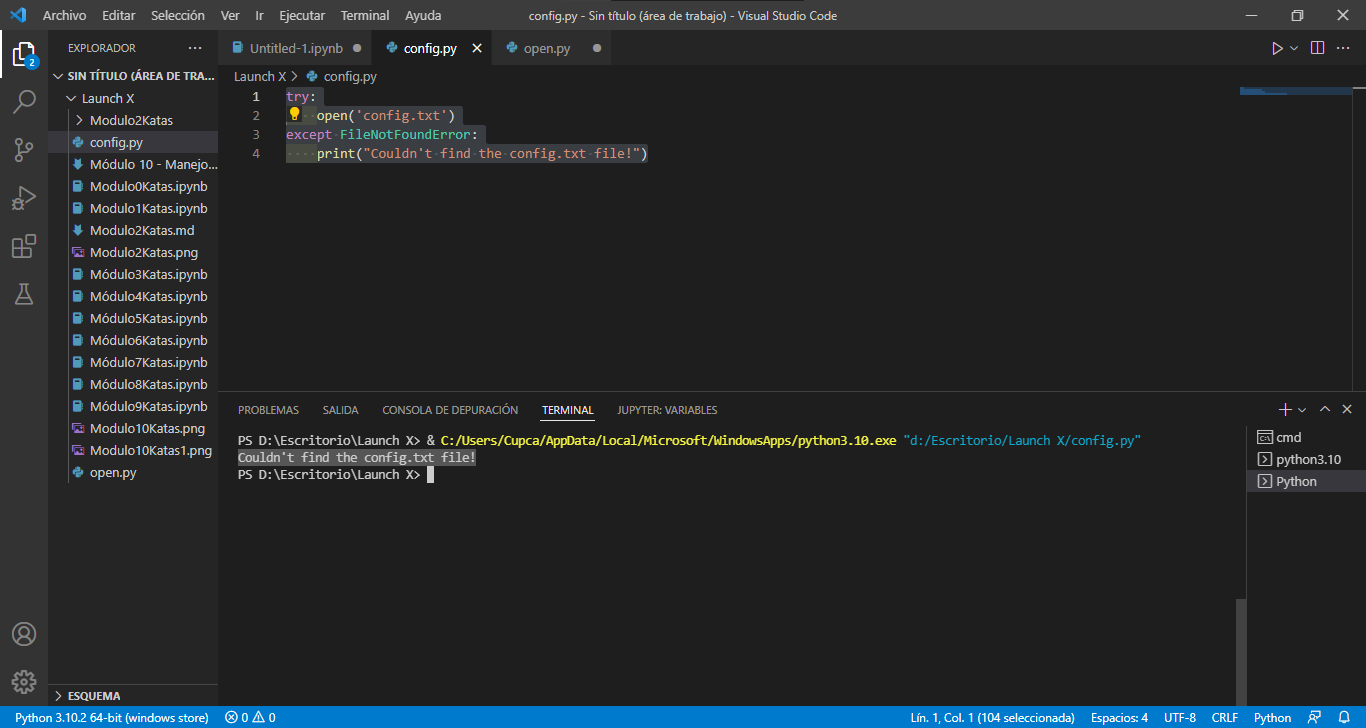 Archivo Editar Selección Ver Ir Ejecutar Terminal Ayuda config.py - Sin título (área de trabajo) - Visual Studio Code
EXPLORADOR ···
2
SIN TÍTULO (ÁREA DE TRA...
Launch X
Modulo2Katas
config.py
Módulo 10 - Manejo...
Modulo0Katas.ipynb
Modulo1Katas.ipynb
Modulo2Katas.md
Modulo2Katas.png
Módulo3Katas.ipynb
Módulo4Katas.ipynb
Módulo5Katas.ipynb
Módulo6Katas.ipynb
Módulo7Katas.ipynb
Módulo8Katas.ipynb
Módulo9Katas.ipynb
Modulo10Katas.png
Modulo10Katas1.png
open.py
ESQUEMA
Untitled-1.ipynb config.py open.py
Launch X > config.py
1 try:
2 open('config.txt')
3 except FileNotFoundError:
4 print("Couldn't find the config.txt file!")
PROBLEMAS SALIDA CONSOLA DE DEPURACIÓN TERMINAL JUPYTER: VARIABLES
PS D:\Escritorio\Launch X> & C:/Users/Cupca/AppData/Local/Microsoft/WindowsApps/python3.10.exe "d:/Escritorio/Launch X/config.py"
Couldn't find the config.txt file!
PS D:\Escritorio\Launch X>
cmd
python3.10
Python
Python 3.10.2 64-bit (windows store) 0 0 Lín. 1, Col. 1 (104 seleccionada) Espacios: 4 UTF-8 CRLF Python